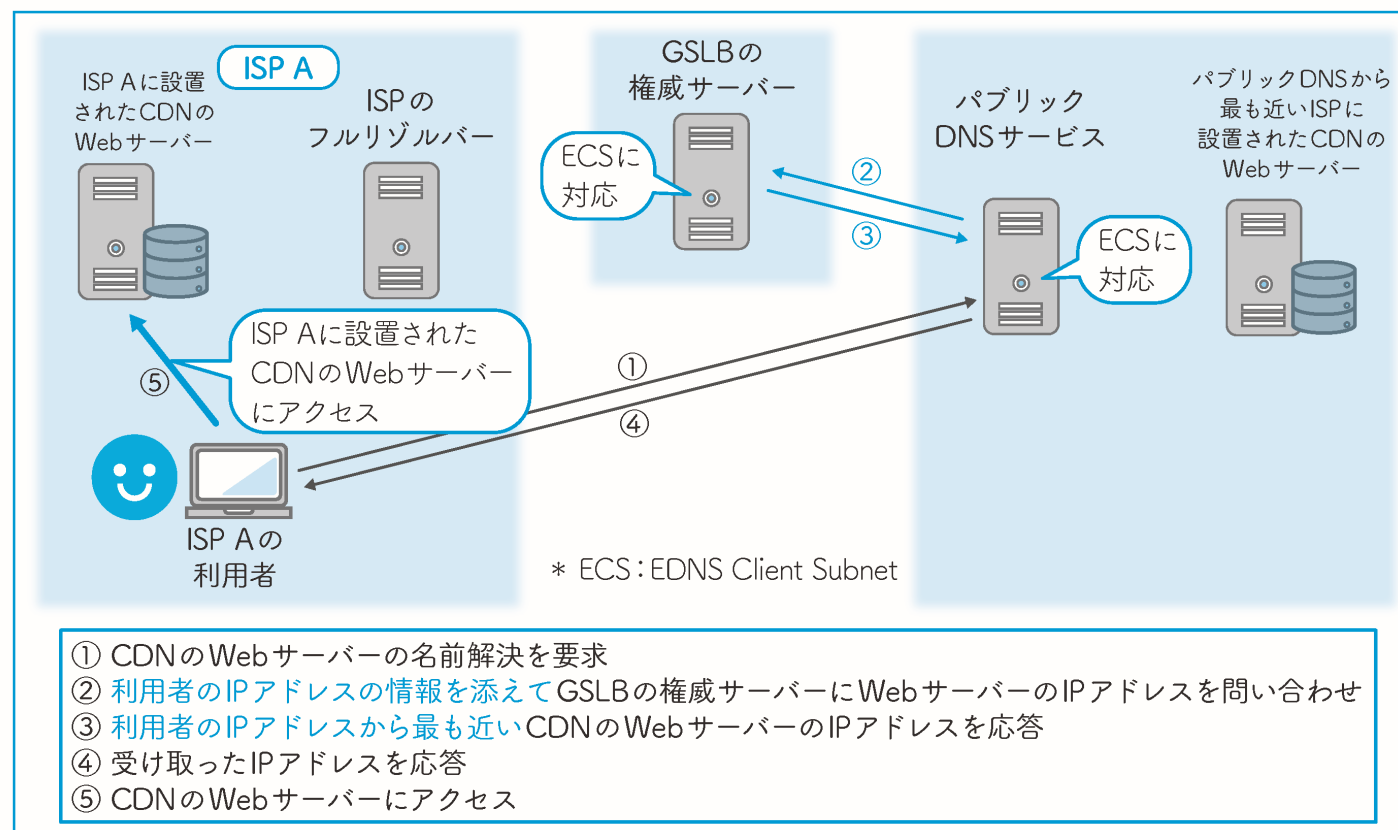 ISP Aに設置
されたCDNの
Webサーバー
ISP A
ISPの
フルリゾルバー
GSLBの
権威サーバー
ECSに
対応
②
③
パブリック
DNSサービス
ECSに
対応
パブリックDNSから
最も近いISPに
設置されたCDNの
Webサーバー
ISP Aに設置された
CDNのWebサーバー
にアクセス
⑤
①
④
ISP Aの
利用者
* ECS:EDNS Client Subnet
① CDNのWebサーバーの名前解決を要求
② 利用者のIPアドレスの情報を添えてGSLBの権威サーバーにWebサーバーのIPアドレスを問い合わせ
③ 利用者のIPアドレスから最も近いCDNのWebサーバーのIPアドレスを応答
④ 受け取ったIPアドレスを応答
⑤ CDNのWebサーバーにアクセス